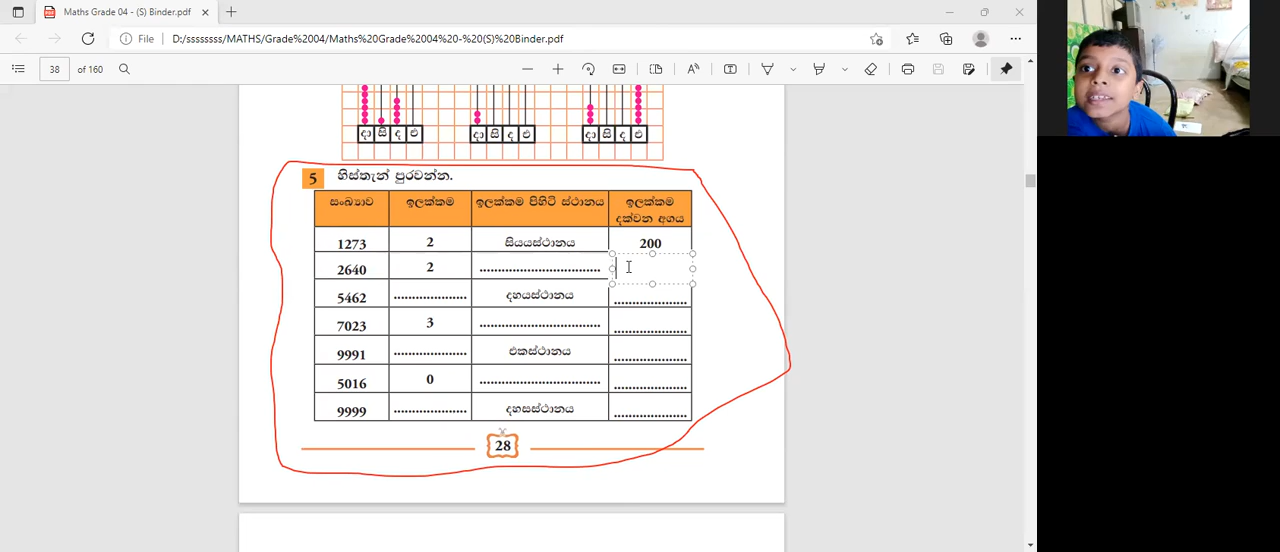 Maths Grade 04 - (S) Binder.pdf
File
D:/ssssssss/MATHS/Grade%2004/Maths%20Grade%2004%20-%20(S)%20Binder.pdf
38 of 160
දා සි ද එ
දා සි ද එ
දා සි ද එ
5 හිස්තැන් පුරවන්න.
සංඛ්‍යාව ඉලක්කම ඉලක්කම පිහිටි ස්ථානය ඉලක්කම දක්වන අගය
1273 2 සියයස්ථානය 200
2640 2 ................................
5462 ................... දහයස්ථානය ...................
7023 3 ................................ ...................
9991 ................... එකස්ථානය ...................
5016 0 ................................ ...................
9999 ................... දහසස්ථානය ...................
28